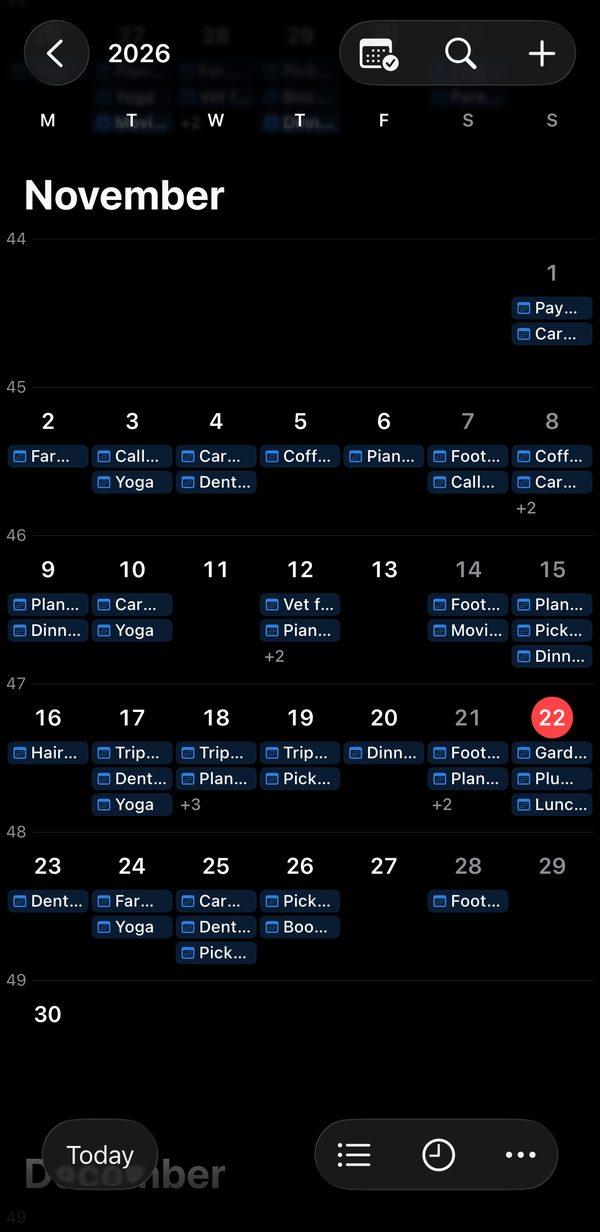 2026
M T W T F S S
November
44
1
Pay...
Car...
45
2 3 4 5 6 7 8
Far... Call... Car... Coff... Pian... Foot... Coff...
Yoga Dent... Call... Car...
+2
46
9 10 11 12 13 14 15
Plan... Car... Vet f... Foot... Plan...
Dinn... Yoga Pian... Movi... Pick...
+2 Dinn...
47
16 17 18 19 20 21 22
Hair... Trip... Trip... Trip... Dinn... Foot... Gard...
Dent... Plan... Pick... Plan... Plu...
Yoga +3 +2 Lunc...
48
23 24 25 26 27 28 29
Dent... Far... Car... Pick... Foot...
Yoga Dent... Boo...
Pick...
49
30
Today
December
49